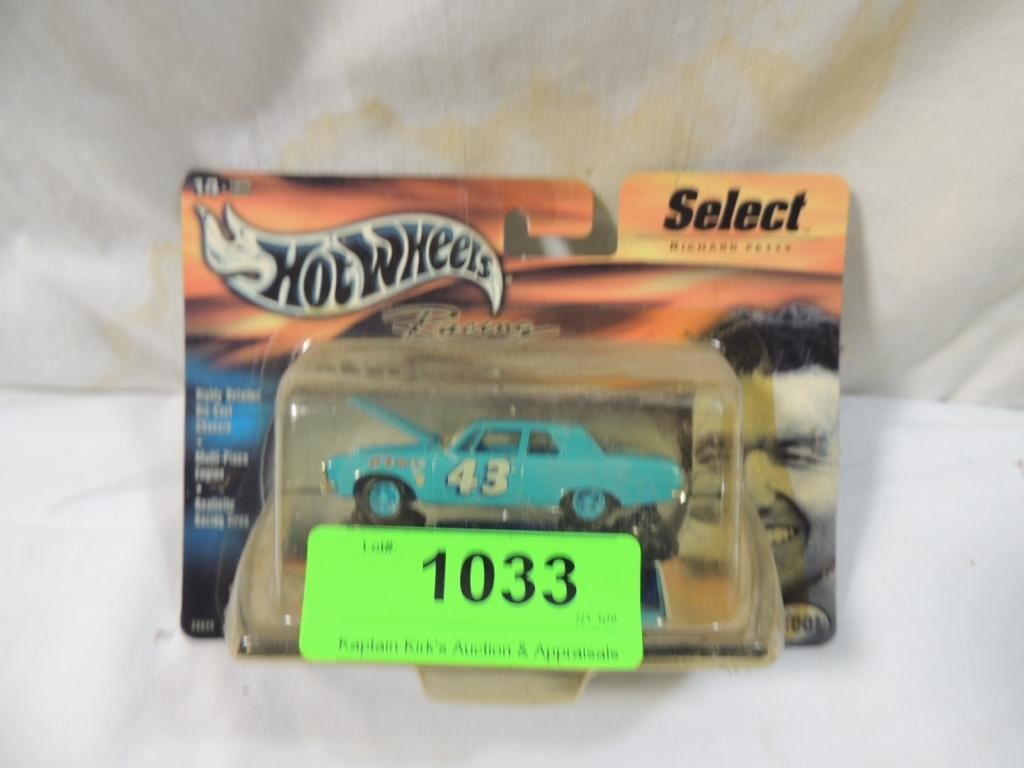 14+
Select
RICHARD PETTY
HOT WHEELS
Racing
Highly Detailed
Die Cast
Chassis
Multi-Piece
Engine
Realistic
Racing Tires
43
Lot#:
1033
Kaptain Kirk's Auction & Appraisals